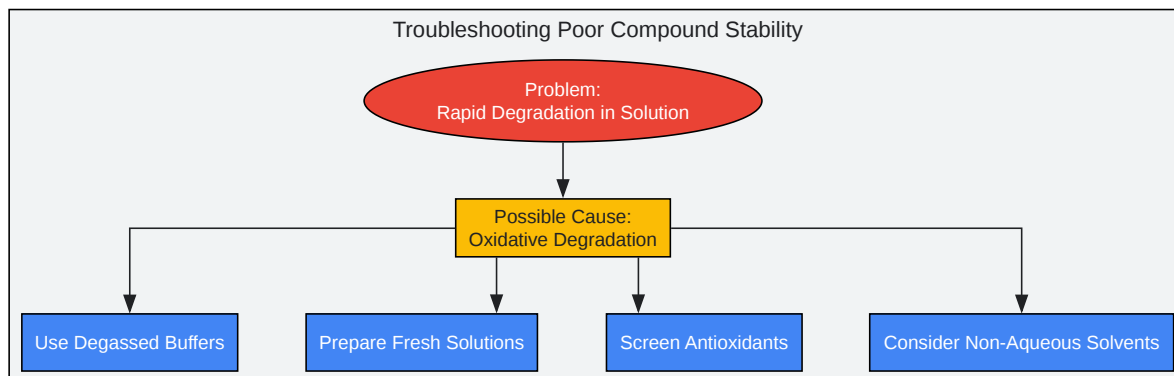 Troubleshooting Poor Compound Stability
Problem:
Rapid Degradation in Solution
Possible Cause:
Oxidative Degradation
Use Degassed Buffers
Prepare Fresh Solutions
Screen Antioxidants
Consider Non-Aqueous Solvents